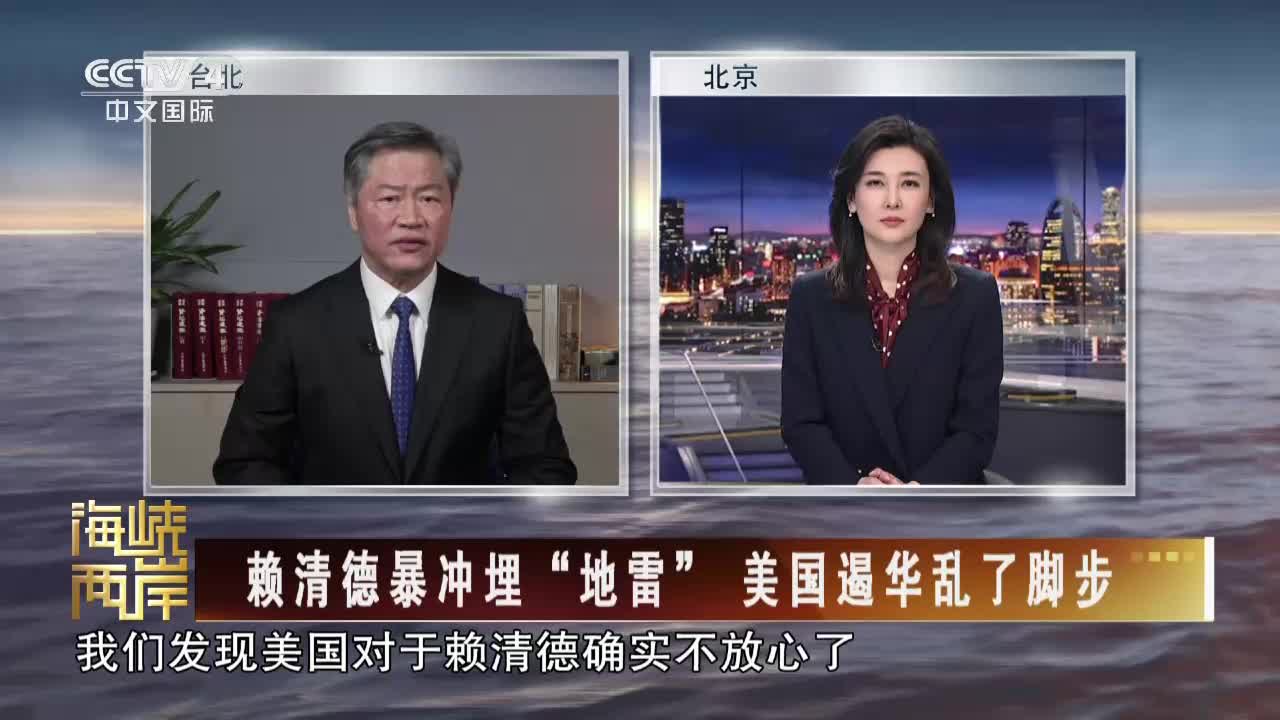 CCTV-4
中文国际
台北
北京
海峡
两岸
赖清德暴冲埋“地雷” 美国遏华乱了脚步
我们发现美国对于赖清德确实不放心了